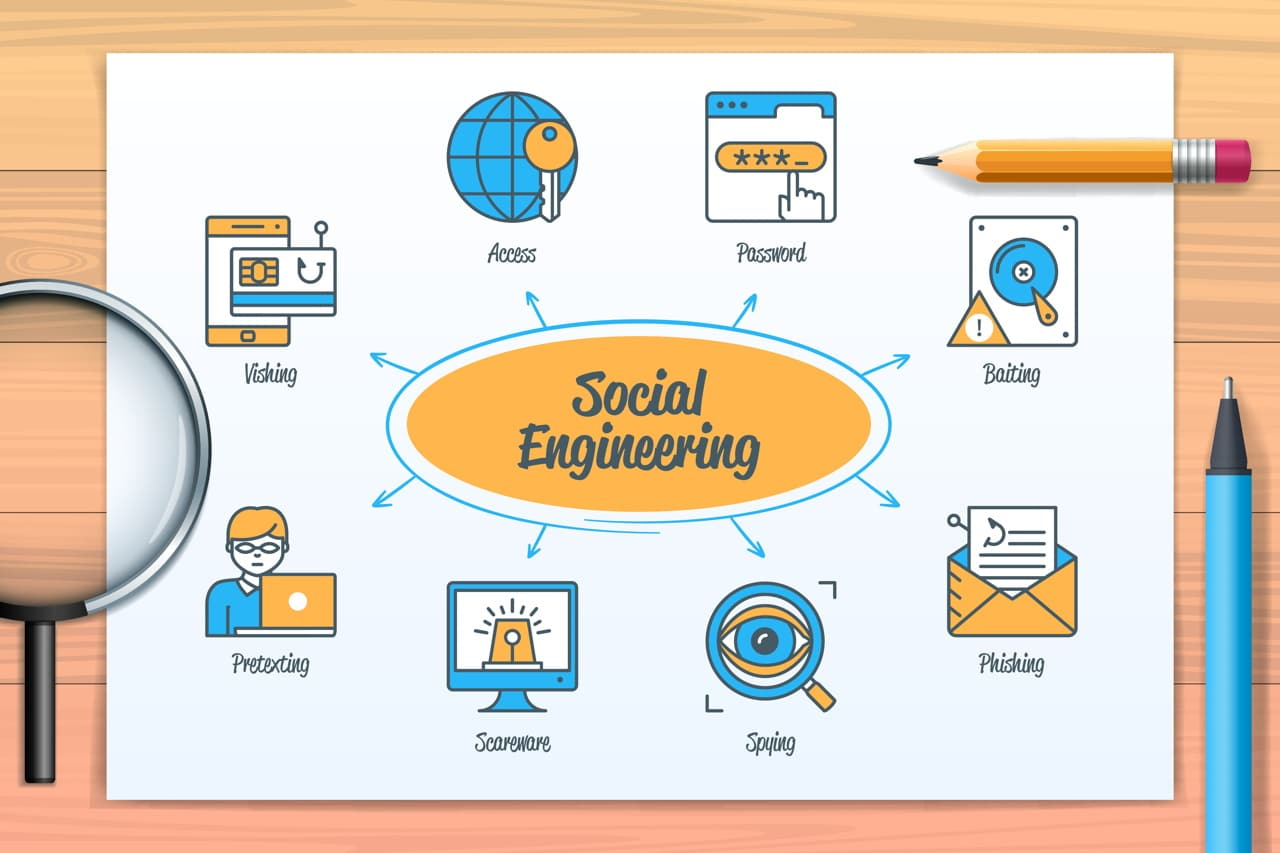 Access
Password
Vishing
Baiting
Social
Engineering
Pretexting
Phishing
Scareware
Spying
***_
!